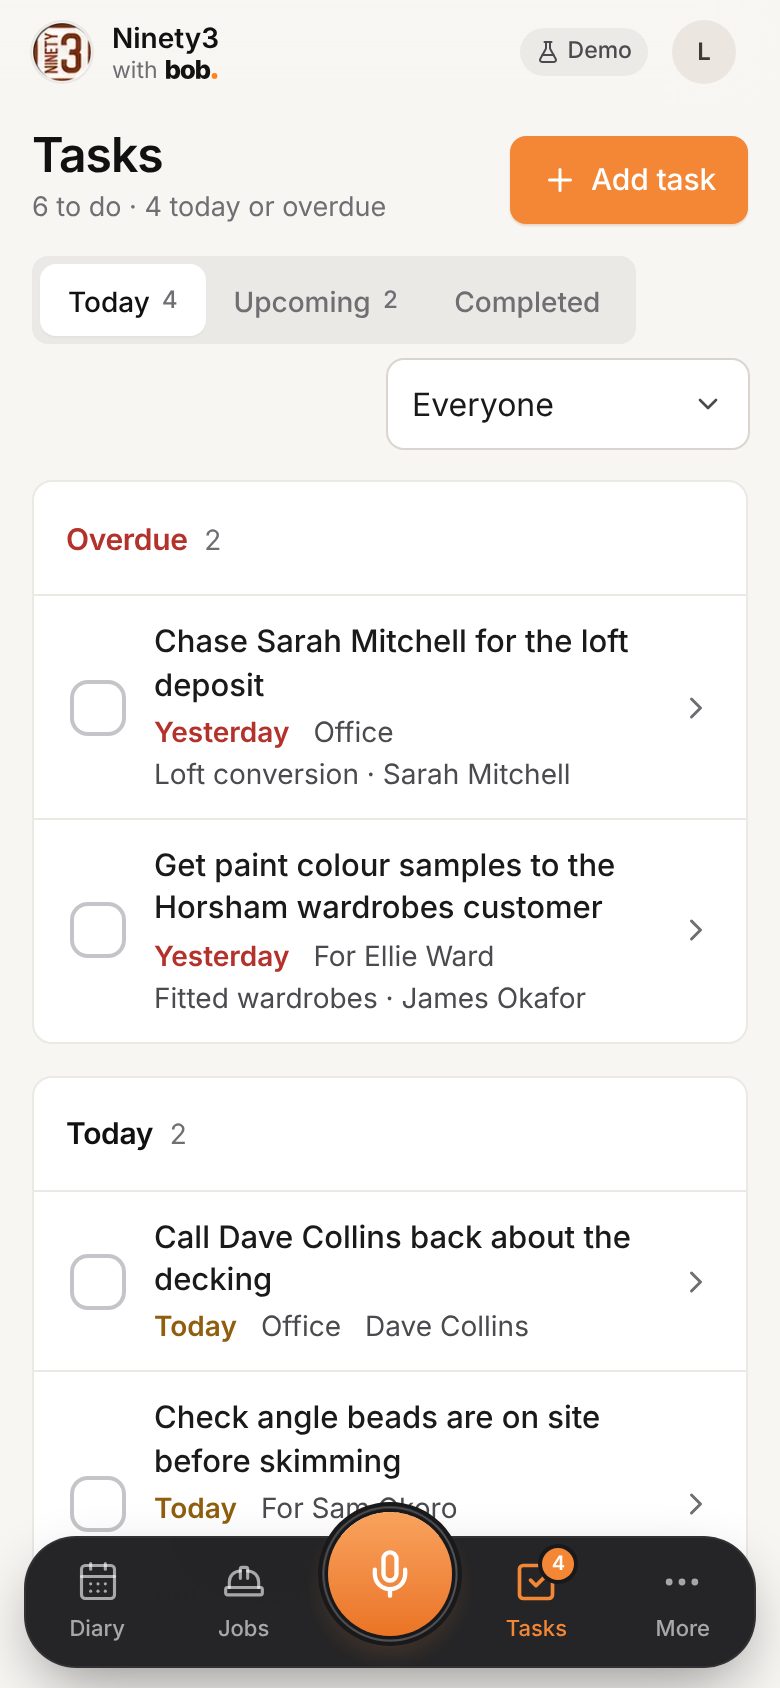 NINETY 3
Ninety3
with bob.
Demo
L
Tasks
6 to do · 4 today or overdue
+ Add task
Today 4
Upcoming 2
Completed
Everyone
Overdue 2
Chase Sarah Mitchell for the loft
deposit
Yesterday Office
Loft conversion · Sarah Mitchell
Get paint colour samples to the
Horsham wardrobes customer
Yesterday For Ellie Ward
Fitted wardrobes · James Okafor
Today 2
Call Dave Collins back about the
decking
Today Office Dave Collins
Check angle beads are on site
before skimming
Today For Sam Okoro
4
Diary
Jobs
Tasks
More